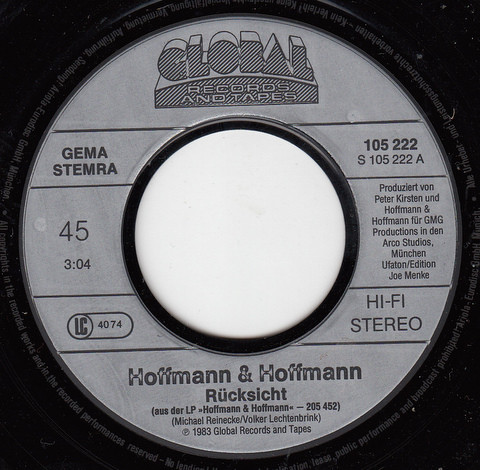 GLOBAL
RECORDS
AND TAPES
GEMA
STEMRA
105 222
S 105 222 A
45
3:04
Produziert von
Peter Kirsten und
Hoffmann &
Hoffmann für GMG
Productions in den
Arco Studios,
München
Ufaton/Edition
Joe Menke
LC 4074
HI-FI
STEREO
Hoffmann & Hoffmann
Rücksicht
(aus der LP »Hoffmann & Hoffmann« – 205 452)
(Michael Reinecke/Volker Lechtenbrink)
℗ 1983 Global Records and Tapes